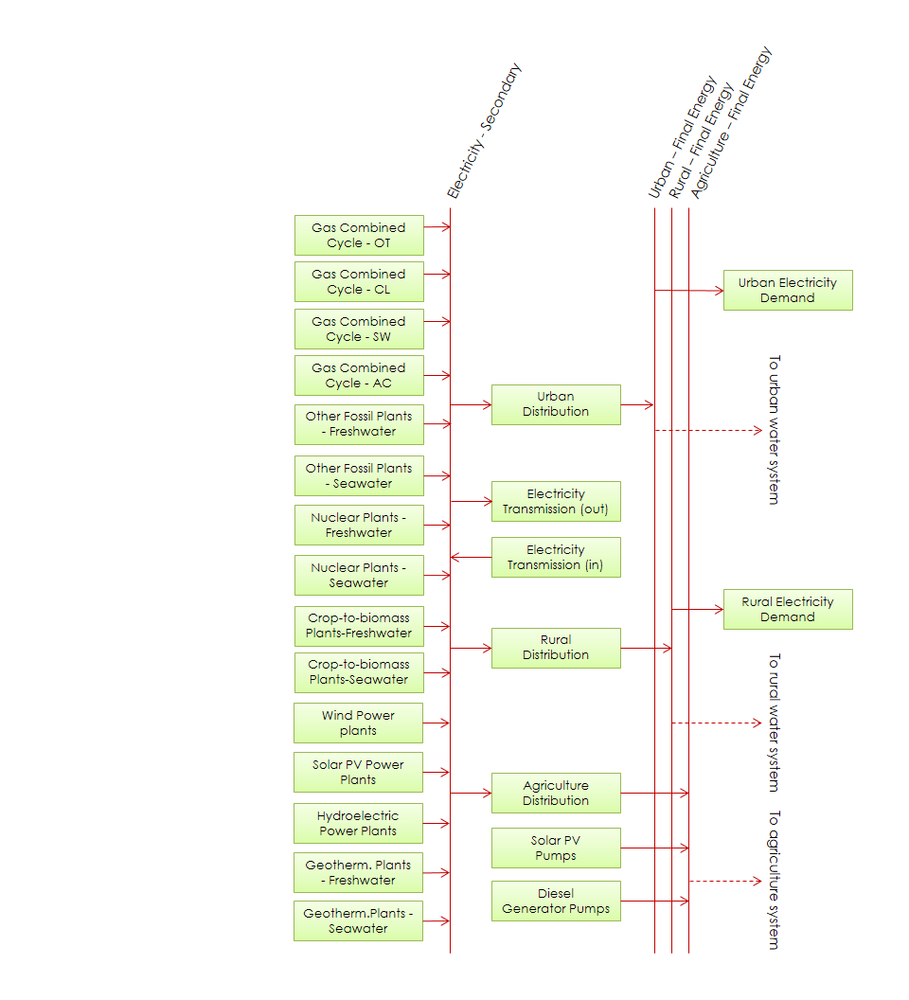 Electricity - Secondary
Urban – Final Energy
Rural – Final Energy
Agriculture – Final Energy
Gas Combined
Cycle - OT
Gas Combined
Cycle - CL
Gas Combined
Cycle - SW
Gas Combined
Cycle - AC
Other Fossil Plants
- Freshwater
Other Fossil Plants
- Seawater
Nuclear Plants -
Freshwater
Nuclear Plants -
Seawater
Crop-to-biomass
Plants-Freshwater
Crop-to-biomass
Plants-Seawater
Wind Power
plants
Solar PV Power
Plants
Hydroelectric
Power Plants
Geotherm. Plants
- Freshwater
Geotherm.Plants -
Seawater
Urban
Distribution
Electricity
Transmission (out)
Electricity
Transmission (in)
Rural
Distribution
Agriculture
Distribution
Solar PV
Pumps
Diesel
Generator Pumps
Urban Electricity
Demand
To urban water system
Rural Electricity
Demand
To rural water system
To agriculture system